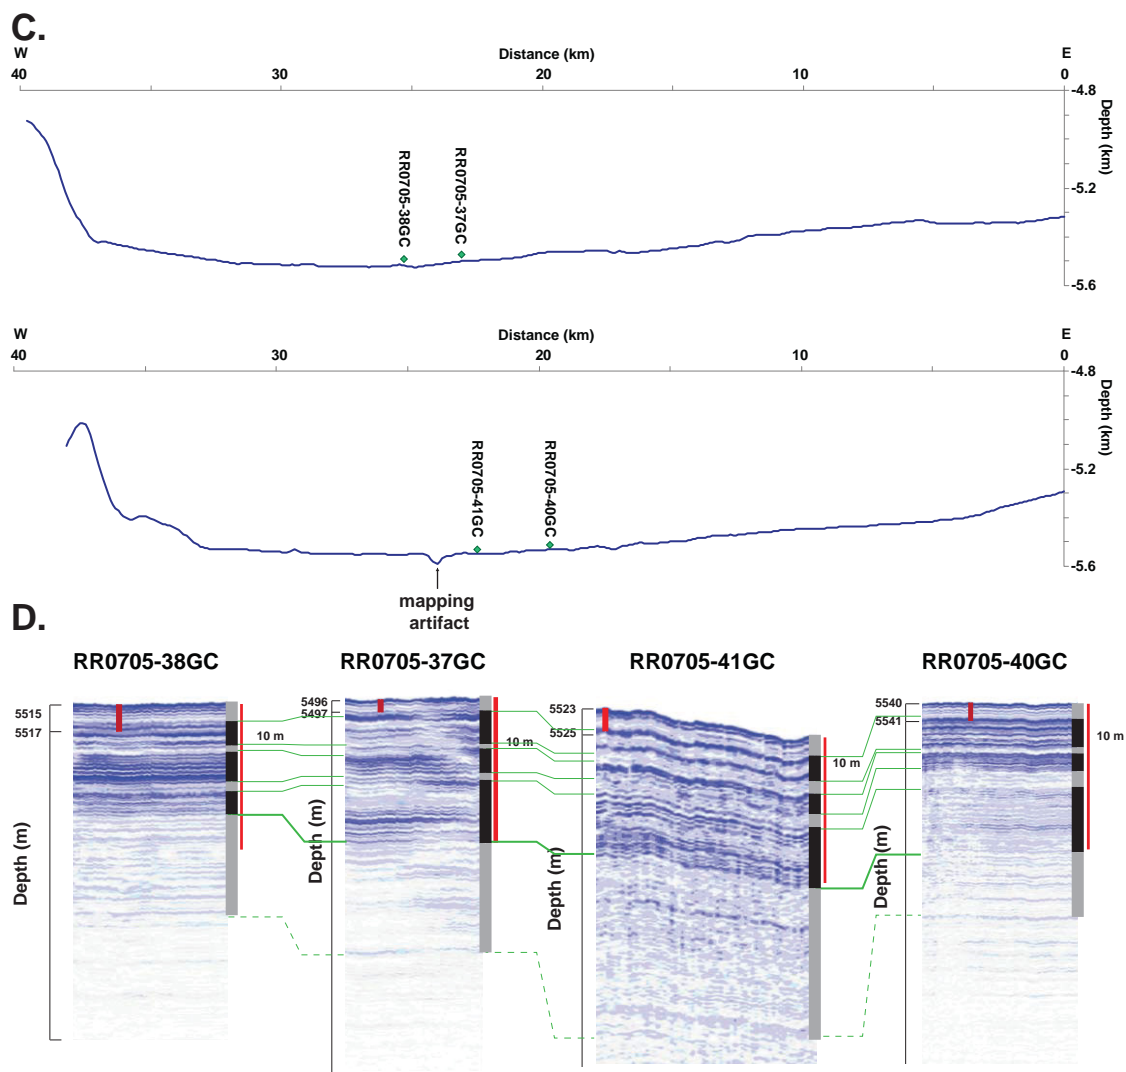 C.
W Distance (km) E
40 30 20 10 0
-4.8
-5.2
-5.6
Depth (km)
RR0705-38GC
RR0705-37GC
W Distance (km) E
40 30 20 10 0
-4.8
-5.2
-5.6
Depth (km)
RR0705-41GC
RR0705-40GC
mapping
artifact
D.
RR0705-38GC RR0705-37GC RR0705-41GC RR0705-40GC
5515
5517
10 m
Depth (m)
5496
5497
10 m
Depth (m)
5523
5525
10 m
Depth (m)
5540
5541
10 m
Depth (m)